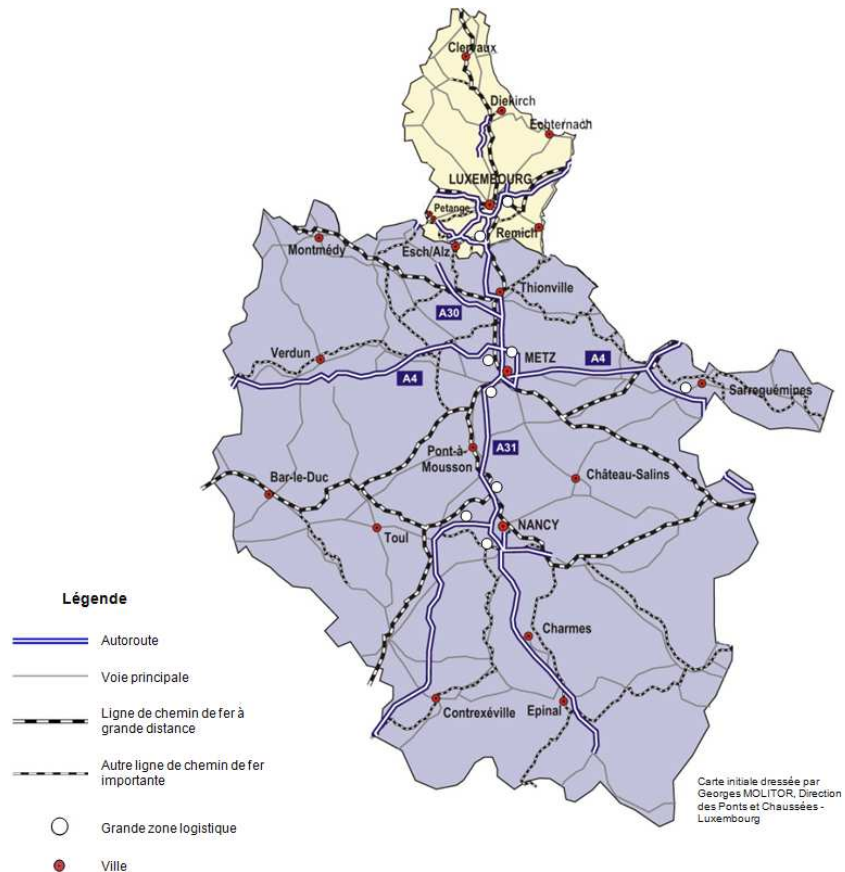 Clervaux
Diekirch
Echternach
LUXEMBOURG
Petange
Remich
Esch/Alz
Montmédy
Thionville
A30
Verdun
METZ
A4
A4
Sarreguémines
A31
Pont-à-
Mousson
Château-Salins
Bar-le-Duc
Toul
NANCY
Charmes
Contrexéville
Epinal
Légende
Autoroute
Voie principale
Ligne de chemin de fer à
grande distance
Autre ligne de chemin de fer
importante
Grande zone logistique
Ville
Carte initiale dressée par
Georges MOLITOR, Direction
des Ponts et Chaussées -
Luxembourg